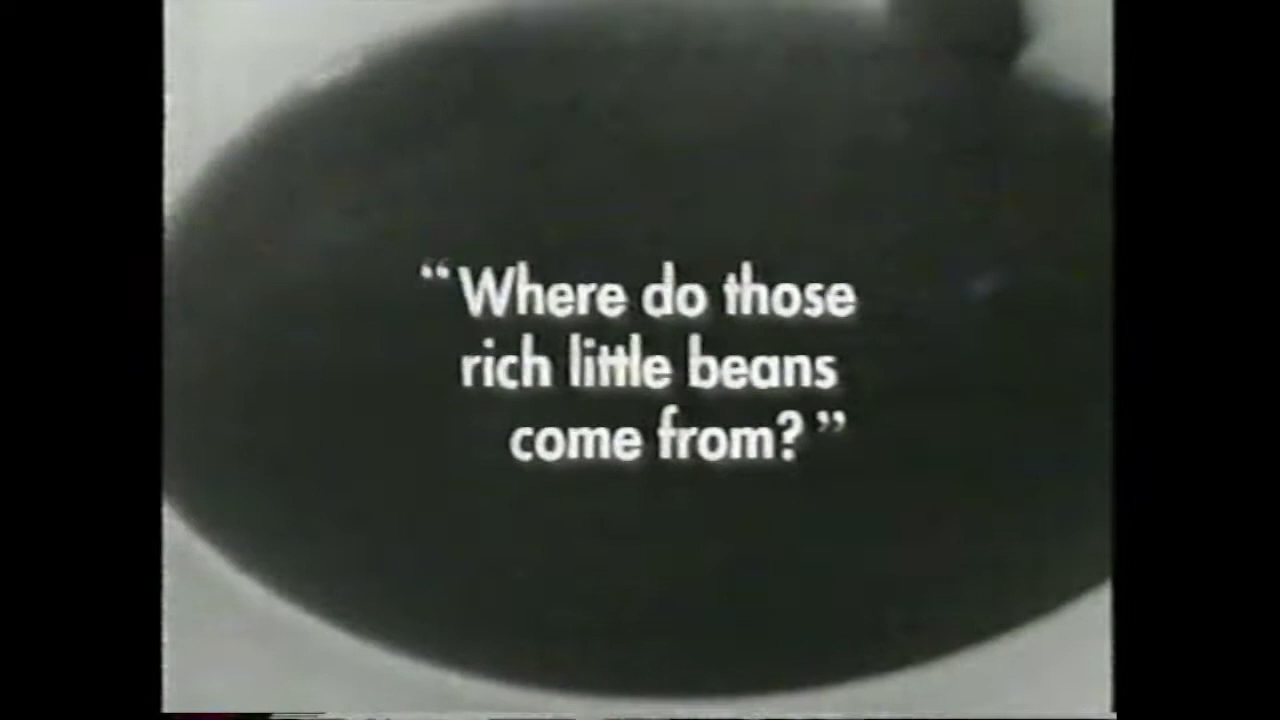 “Where do those
rich little beans
come from?”